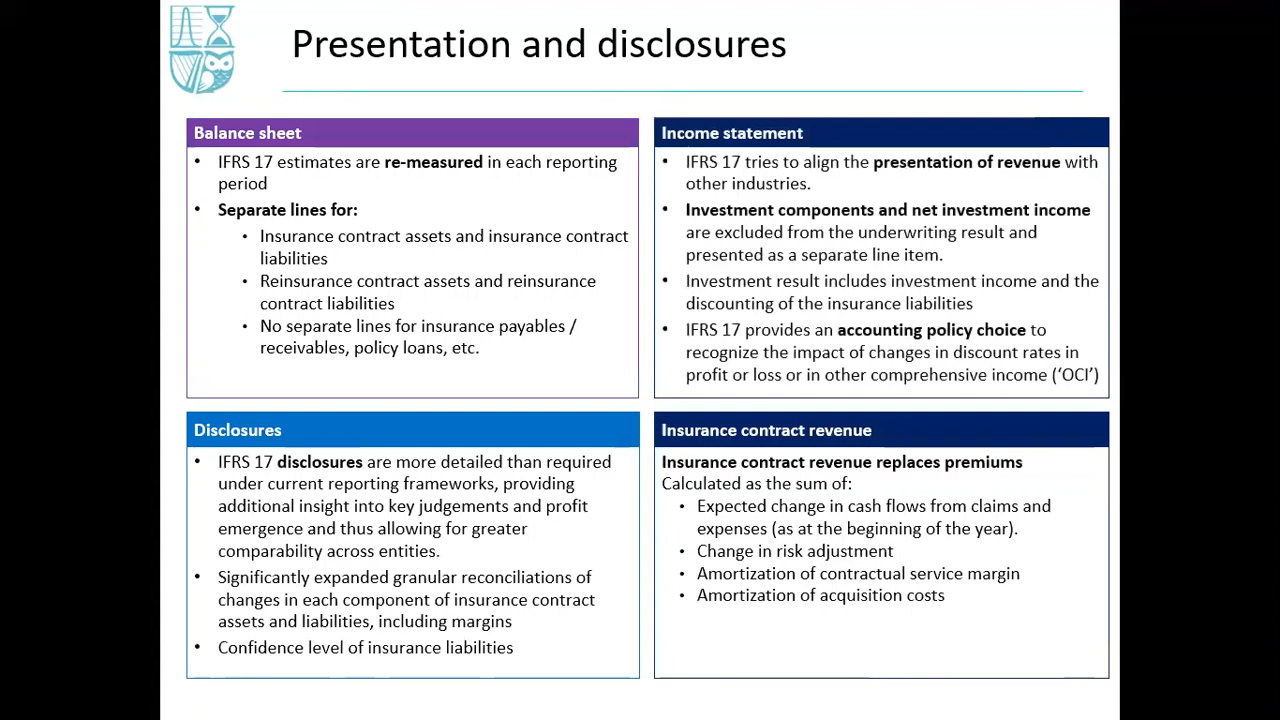 Presentation and disclosures
Balance sheet
• IFRS 17 estimates are re-measured in each reporting
period
• Separate lines for:
• Insurance contract assets and insurance contract
liabilities
• Reinsurance contract assets and reinsurance
contract liabilities
• No separate lines for insurance payables /
receivables, policy loans, etc.
Income statement
• IFRS 17 tries to align the presentation of revenue with
other industries.
• Investment components and net investment income
are excluded from the underwriting result and
presented as a separate line item.
• Investment result includes investment income and the
discounting of the insurance liabilities
• IFRS 17 provides an accounting policy choice to
recognize the impact of changes in discount rates in
profit or loss or in other comprehensive income (‘OCI’)
Disclosures
• IFRS 17 disclosures are more detailed than required
under current reporting frameworks, providing
additional insight into key judgements and profit
emergence and thus allowing for greater
comparability across entities.
• Significantly expanded granular reconciliations of
changes in each component of insurance contract
assets and liabilities, including margins
• Confidence level of insurance liabilities
Insurance contract revenue
Insurance contract revenue replaces premiums
Calculated as the sum of:
• Expected change in cash flows from claims and
expenses (as at the beginning of the year).
• Change in risk adjustment
• Amortization of contractual service margin
• Amortization of acquisition costs